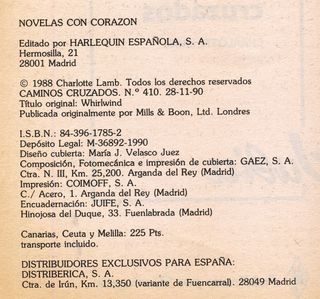 NOVELAS CON CORAZON
Editado por HARLEQUIN ESPAÑOLA, S. A.
Hermosilla, 21
28001 Madrid
© 1988 Charlotte Lamb. Todos los derechos reservados
CAMINOS CRUZADOS. N.º 410. 28-11-90
Título original: Whirlwind
Publicada originalmente por Mills & Boon, Ltd. Londres
I.S.B.N.: 84-396-1785-2
Depósito Legal: M-36892-1990
Diseño cubierta: María J. Velasco Juez
Composición, Fotomecánica e impresión de cubierta: GAEZ, S. A.
Ctra. N. III, Km. 25,200. Arganda del Rey (Madrid)
Impresión: COIMOFF, S. A.
C./ Acero, 1. Arganda del Rey (Madrid)
Encuadernación: JUIFE, S. A.
Hinojosa del Duque, 33. Fuenlabrada (Madrid)
Canarias, Ceuta y Melilla: 225 Pts.
transporte incluido.
DISTRIBUIDORES EXCLUSIVOS PARA ESPAÑA:
DISTRIBERICA, S. A.
Ctra. de Irún, Km. 13,350 (variante de Fuencarral). 28049 Madrid